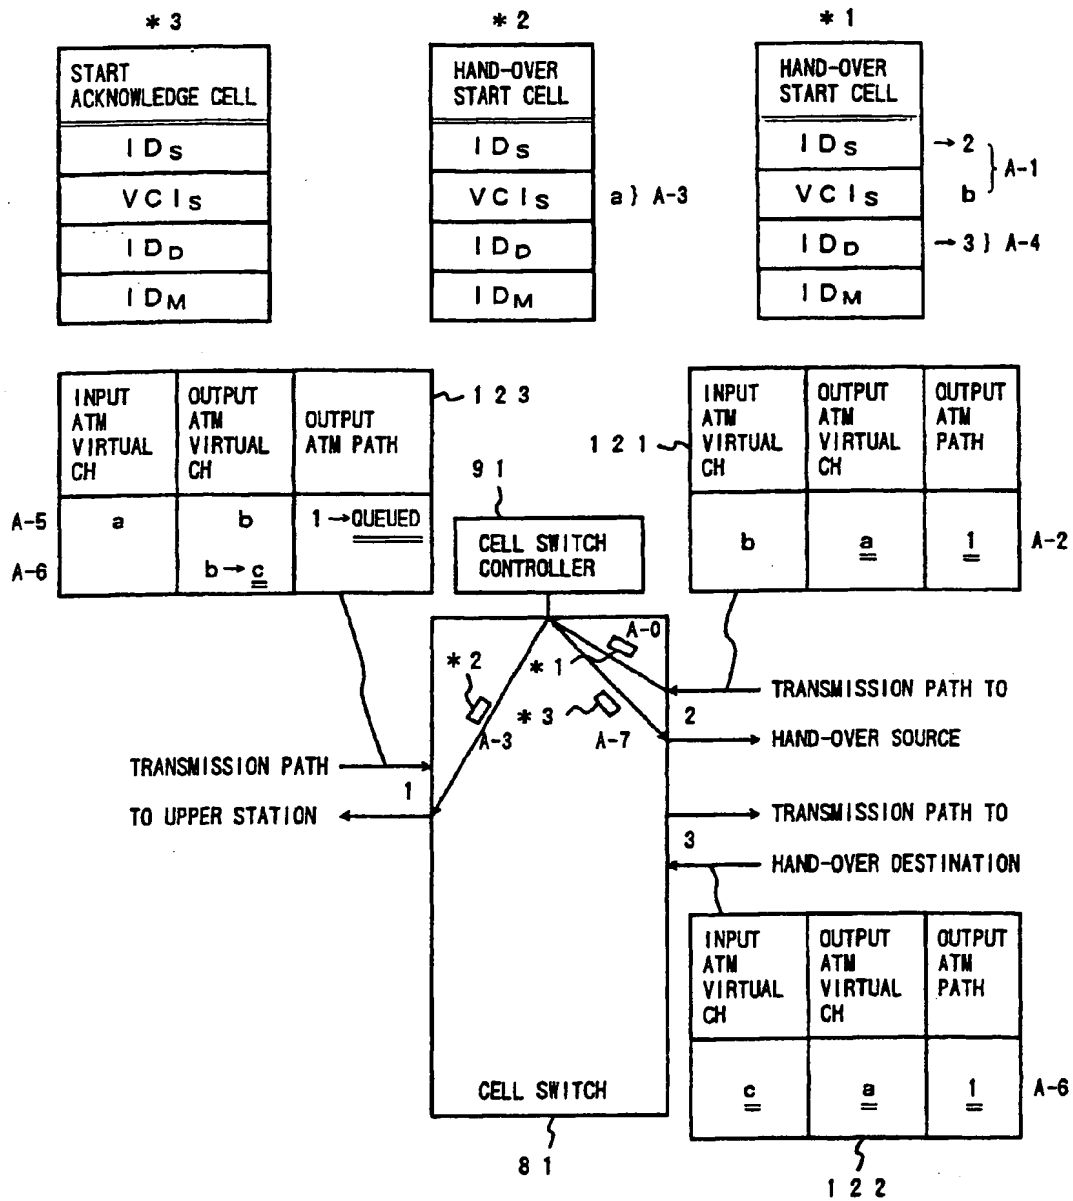 *3
*2
*1
START
ACKNOWLEDGE CELL
IDS
VCIS
IDD
IDM
HAND-OVER
START CELL
IDS
VCIS
a} A-3
IDD
IDM
HAND-OVER
START CELL
IDS
→2
VCIS
b
} A-1
IDD
→3} A-4
IDM
INPUT
ATM
VIRTUAL
CH
OUTPUT
ATM
VIRTUAL
CH
OUTPUT
ATM PATH
123
A-5
a
b
1→QUEUED
A-6
b→c
91
CELL SWITCH
CONTROLLER
121
INPUT
ATM
VIRTUAL
CH
OUTPUT
ATM
VIRTUAL
CH
OUTPUT
ATM
PATH
b
a
1
A-2
A-0
*2
*1
*3
A-3
A-7
TRANSMISSION PATH TO
2
HAND-OVER SOURCE
TRANSMISSION PATH
1
TO UPPER STATION
TRANSMISSION PATH TO
3
HAND-OVER DESTINATION
INPUT
ATM
VIRTUAL
CH
OUTPUT
ATM
VIRTUAL
CH
OUTPUT
ATM
PATH
c
a
1
A-6
CELL SWITCH
81
122